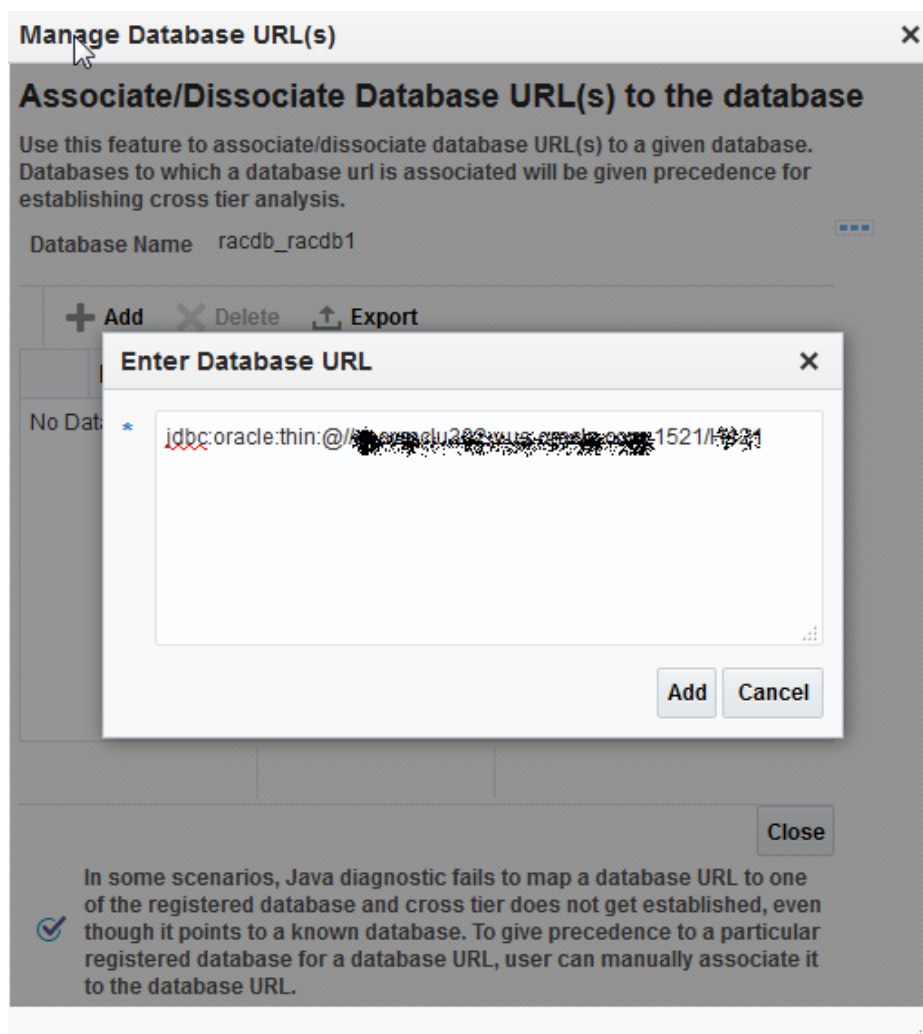 Manage Database URL(s)
Associate/Dissociate Database URL(s) to the database
Use this feature to associate/dissociate database URL(s) to a given database.
Databases to which a database url is associated will be given precedence for
establishing cross tier analysis.
Database Name racdb_racdb1
Add Delete Export
Enter Database URL
No Dat
* jdbc:oracle:thin:@// 1521/
Add Cancel
Close
In some scenarios, Java diagnostic fails to map a database URL to one
of the registered database and cross tier does not get established, even
though it points to a known database. To give precedence to a particular
registered database for a database URL, user can manually associate it
to the database URL.